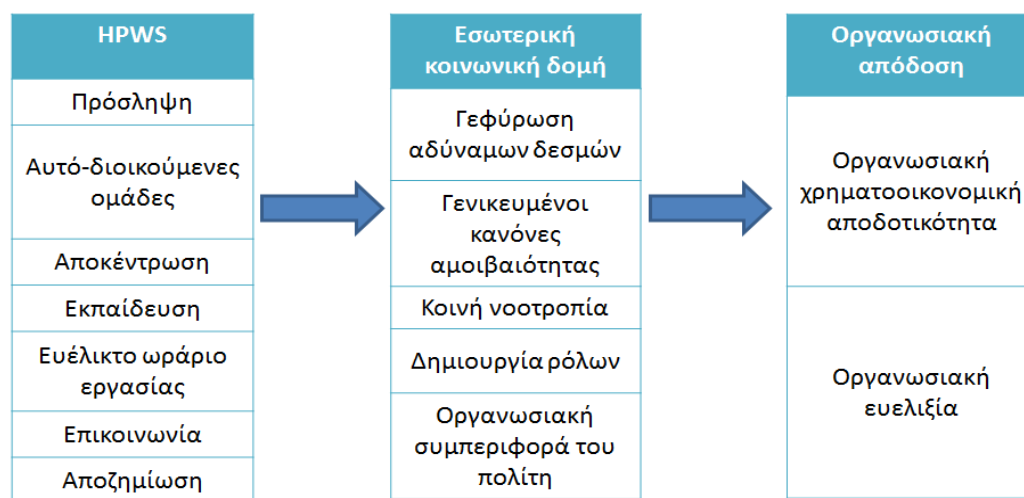 HPWS
Πρόσληψη
Αυτό-διοικούμενες
ομάδες
Αποκέντρωση
Εκπαίδευση
Ευέλικτο ωράριο
εργασίας
Επικοινωνία
Αποζημίωση
Εσωτερική
κοινωνική δομή
Γεφύρωση
αδύναμων δεσμών
Γενικευμένοι
κανόνες
αμοιβαιότητας
Κοινή νοοτροπία
Δημιουργία ρόλων
Οργανωσιακή
συμπεριφορά του
πολίτη
Οργανωσιακή
απόδοση
Οργανωσιακή
χρηματοοικονομική
αποδοτικότητα
Οργανωσιακή
ευελιξία